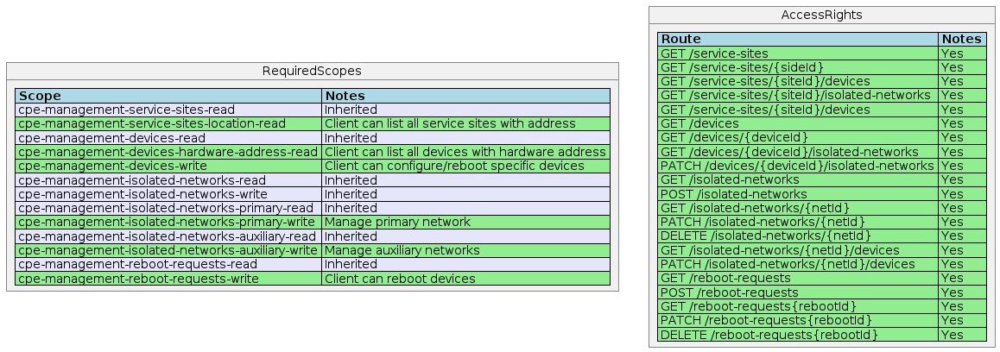 RequiredScopes
Scope Notes
cpe-management-service-sites-read Inherited
cpe-management-service-sites-location-read Client can list all service sites with address
cpe-management-devices-read Inherited
cpe-management-devices-hardware-address-read Client can list all devices with hardware address
cpe-management-devices-write Client can configure/reboot specific devices
cpe-management-isolated-networks-read Inherited
cpe-management-isolated-networks-write Inherited
cpe-management-isolated-networks-primary-read Inherited
cpe-management-isolated-networks-primary-write Manage primary network
cpe-management-isolated-networks-auxiliary-read Inherited
cpe-management-isolated-networks-auxiliary-write Manage auxiliary networks
cpe-management-reboot-requests-read Inherited
cpe-management-reboot-requests-write Client can reboot devices
AccessRights
Route Notes
GET /service-sites Yes
GET /service-sites/{sideId} Yes
GET /service-sites/{siteId}/devices Yes
GET /service-sites/{siteId}/isolated-networks Yes
GET /service-sites/{siteId}/devices Yes
GET /devices Yes
GET /devices/{deviceId} Yes
GET /devices/{deviceId}/isolated-networks Yes
PATCH /devices/{deviceId}/isolated-networks Yes
GET /isolated-networks Yes
POST /isolated-networks Yes
GET /isolated-networks/{netId} Yes
PATCH /isolated-networks/{netId} Yes
DELETE /isolated-networks/{netId} Yes
GET /isolated-networks/{netId}/devices Yes
PATCH /isolated-networks/{netId}/devices Yes
GET /reboot-requests Yes
POST /reboot-requests Yes
GET /reboot-requests{rebootId} Yes
PATCH /reboot-requests{rebootId} Yes
DELETE /reboot-requests{rebootId} Yes